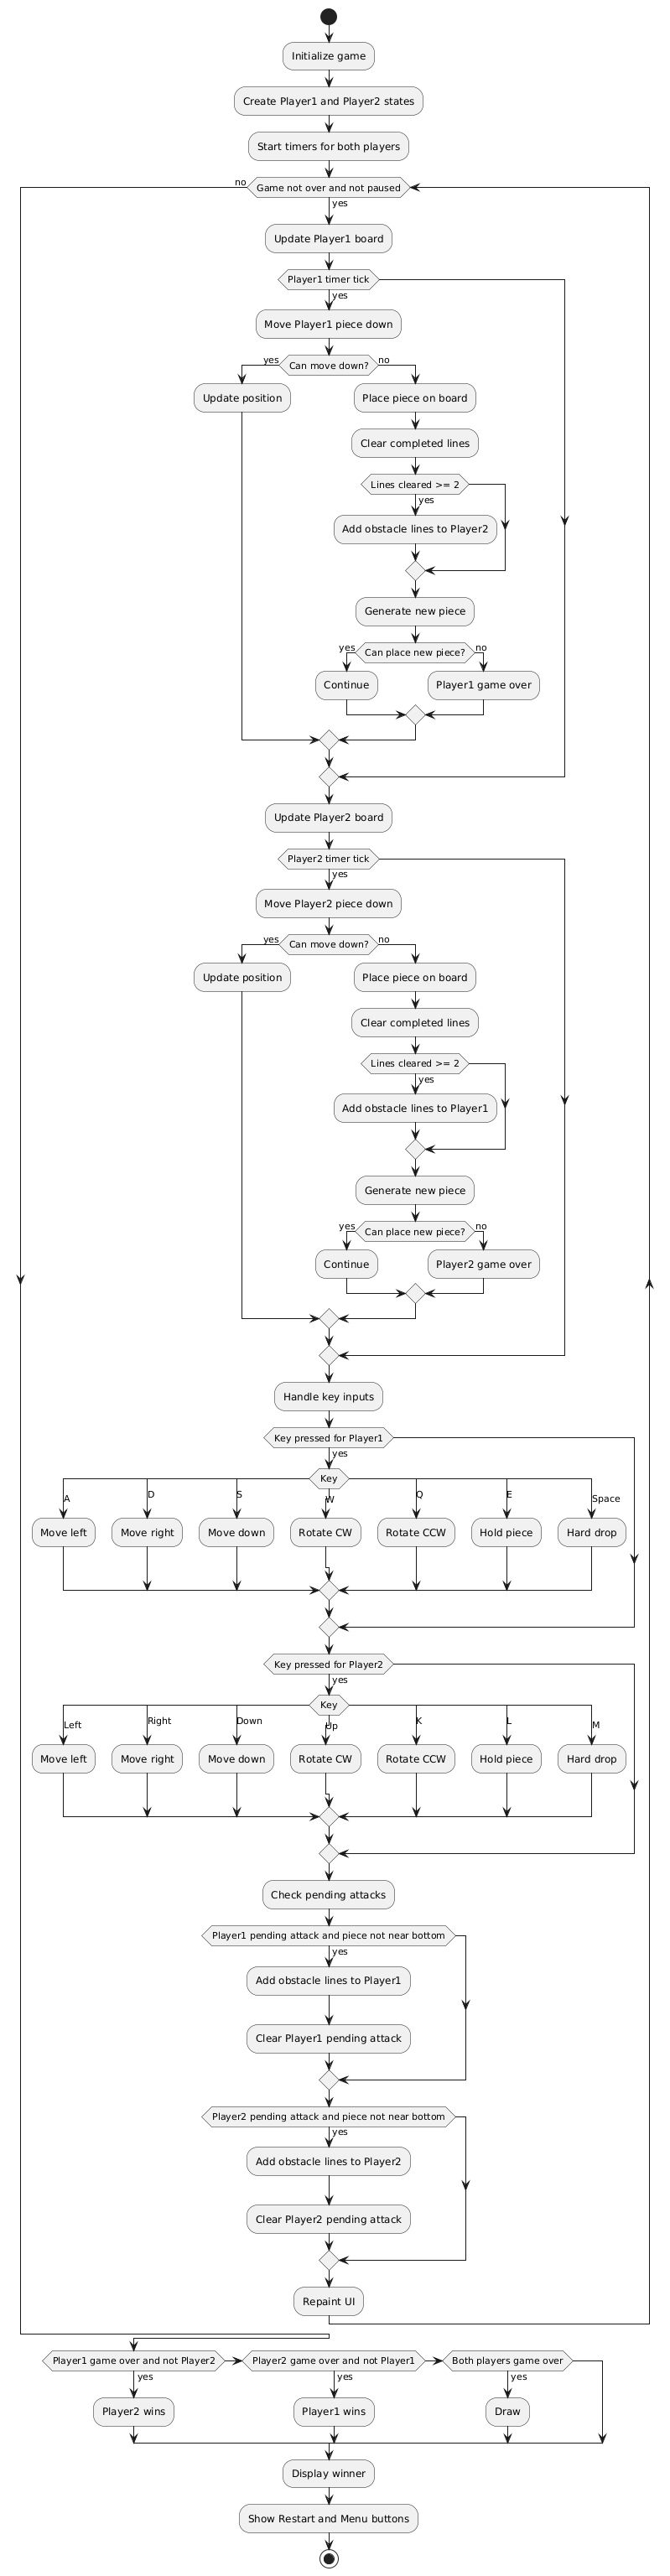 Initialize game
Create Player1 and Player2 states
Start timers for both players
no
Game not over and not paused
yes
Update Player1 board
Player1 timer tick
yes
Move Player1 piece down
yes
Can move down?
no
Update position
Place piece on board
Clear completed lines
Lines cleared >= 2
yes
Add obstacle lines to Player2
Generate new piece
yes
Can place new piece?
no
Continue
Player1 game over
Update Player2 board
Player2 timer tick
yes
Move Player2 piece down
yes
Can move down?
no
Update position
Place piece on board
Clear completed lines
Lines cleared >= 2
yes
Add obstacle lines to Player1
Generate new piece
yes
Can place new piece?
no
Continue
Player2 game over
Handle key inputs
Key pressed for Player1
yes
Key
A
D
S
W
Q
E
Space
Move left
Move right
Move down
Rotate CW
Rotate CCW
Hold piece
Hard drop
Key pressed for Player2
yes
Key
Left
Right
Down
Up
K
L
M
Move left
Move right
Move down
Rotate CW
Rotate CCW
Hold piece
Hard drop
Check pending attacks
Player1 pending attack and piece not near bottom
yes
Add obstacle lines to Player1
Clear Player1 pending attack
Player2 pending attack and piece not near bottom
yes
Add obstacle lines to Player2
Clear Player2 pending attack
Repaint UI
Player1 game over and not Player2
Player2 game over and not Player1
Both players game over
yes
yes
yes
Player2 wins
Player1 wins
Draw
Display winner
Show Restart and Menu buttons